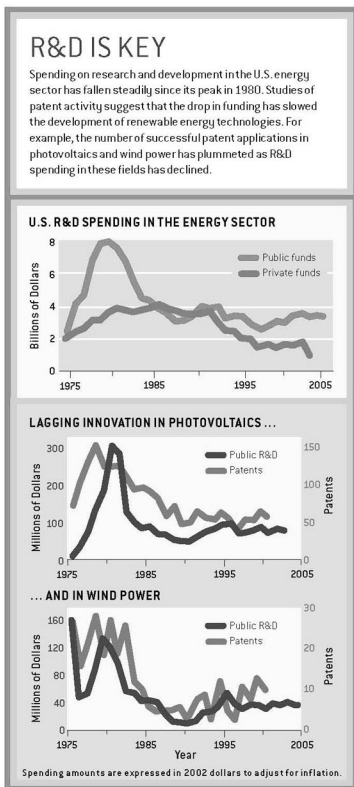 R&D IS KEY
Spending on research and development in the U.S. energy
sector has fallen steadily since its peak in 1980. Studies of
patent activity suggest that the drop in funding has slowed
the development of renewable energy technologies. For
example, the number of successful patent applications in
photovoltaics and wind power has plummeted as R&D
spending in these fields has declined.
U.S. R&D SPENDING IN THE ENERGY SECTOR
Billions of Dollars
8
6
4
2
0
Public funds
Private funds
1975 1985 1995 2005
LAGGING INNOVATION IN PHOTOVOLTAICS ...
Millions of Dollars
300
200
100
0
Public R&D
Patents
150
100
50
0
Patents
1975 1985 1995 2005
... AND IN WIND POWER
Millions of Dollars
160
120
80
40
0
Public R&D
Patents
30
20
10
0
Patents
1975 1985 1995 2005
Year
Spending amounts are expressed in 2002 dollars to adjust for inflation.